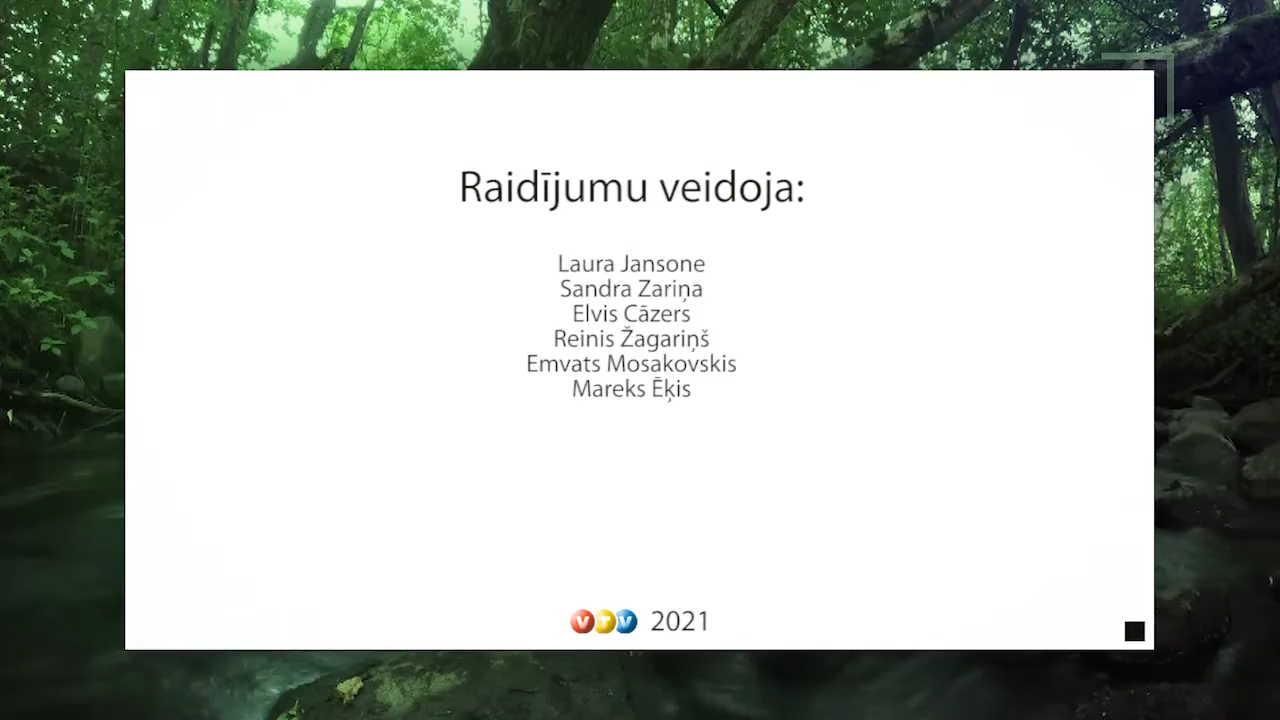 Raidījumu veidoja:
Laura Jansone
Sandra Zariņa
Elvis Cāzers
Reinis Žagariņš
Emvats Mosakovskis
Mareks Ēķis
VTV 2021